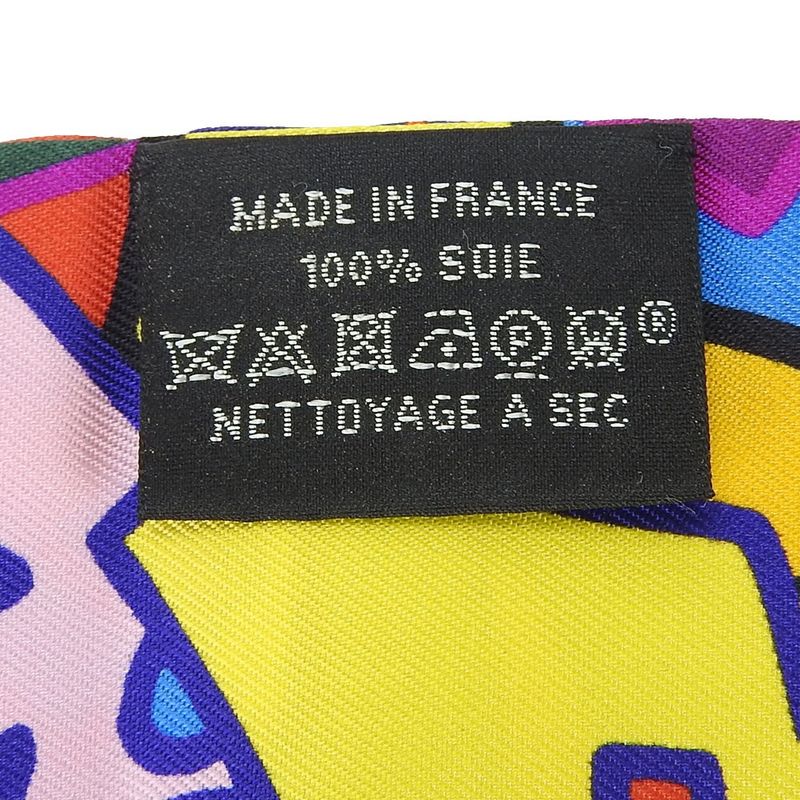 MADE IN FRANCE
100% SOIE
P W ®
NETTOYAGE A SEC